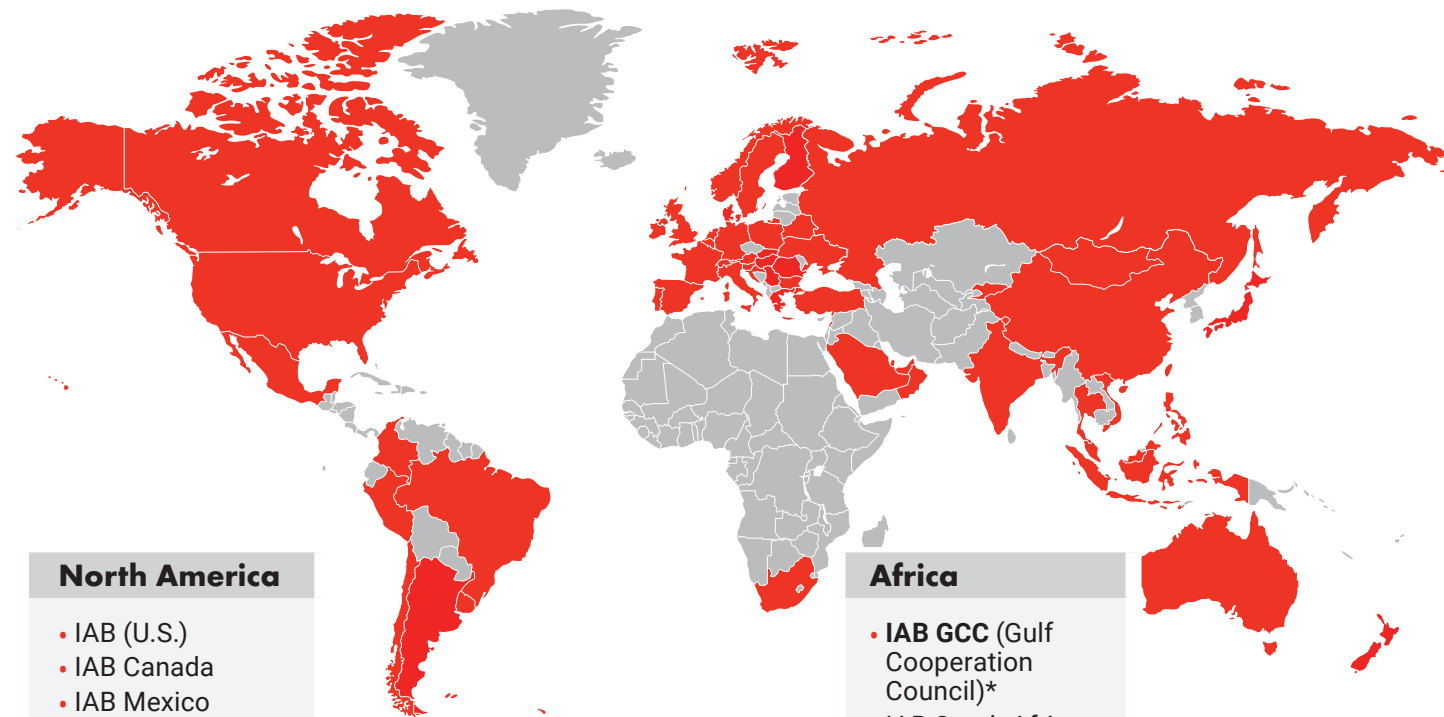 North America
• IAB (U.S.)
• IAB Canada
• IAB Mexico
Africa
• IAB GCC (Gulf
Cooperation
Council)*